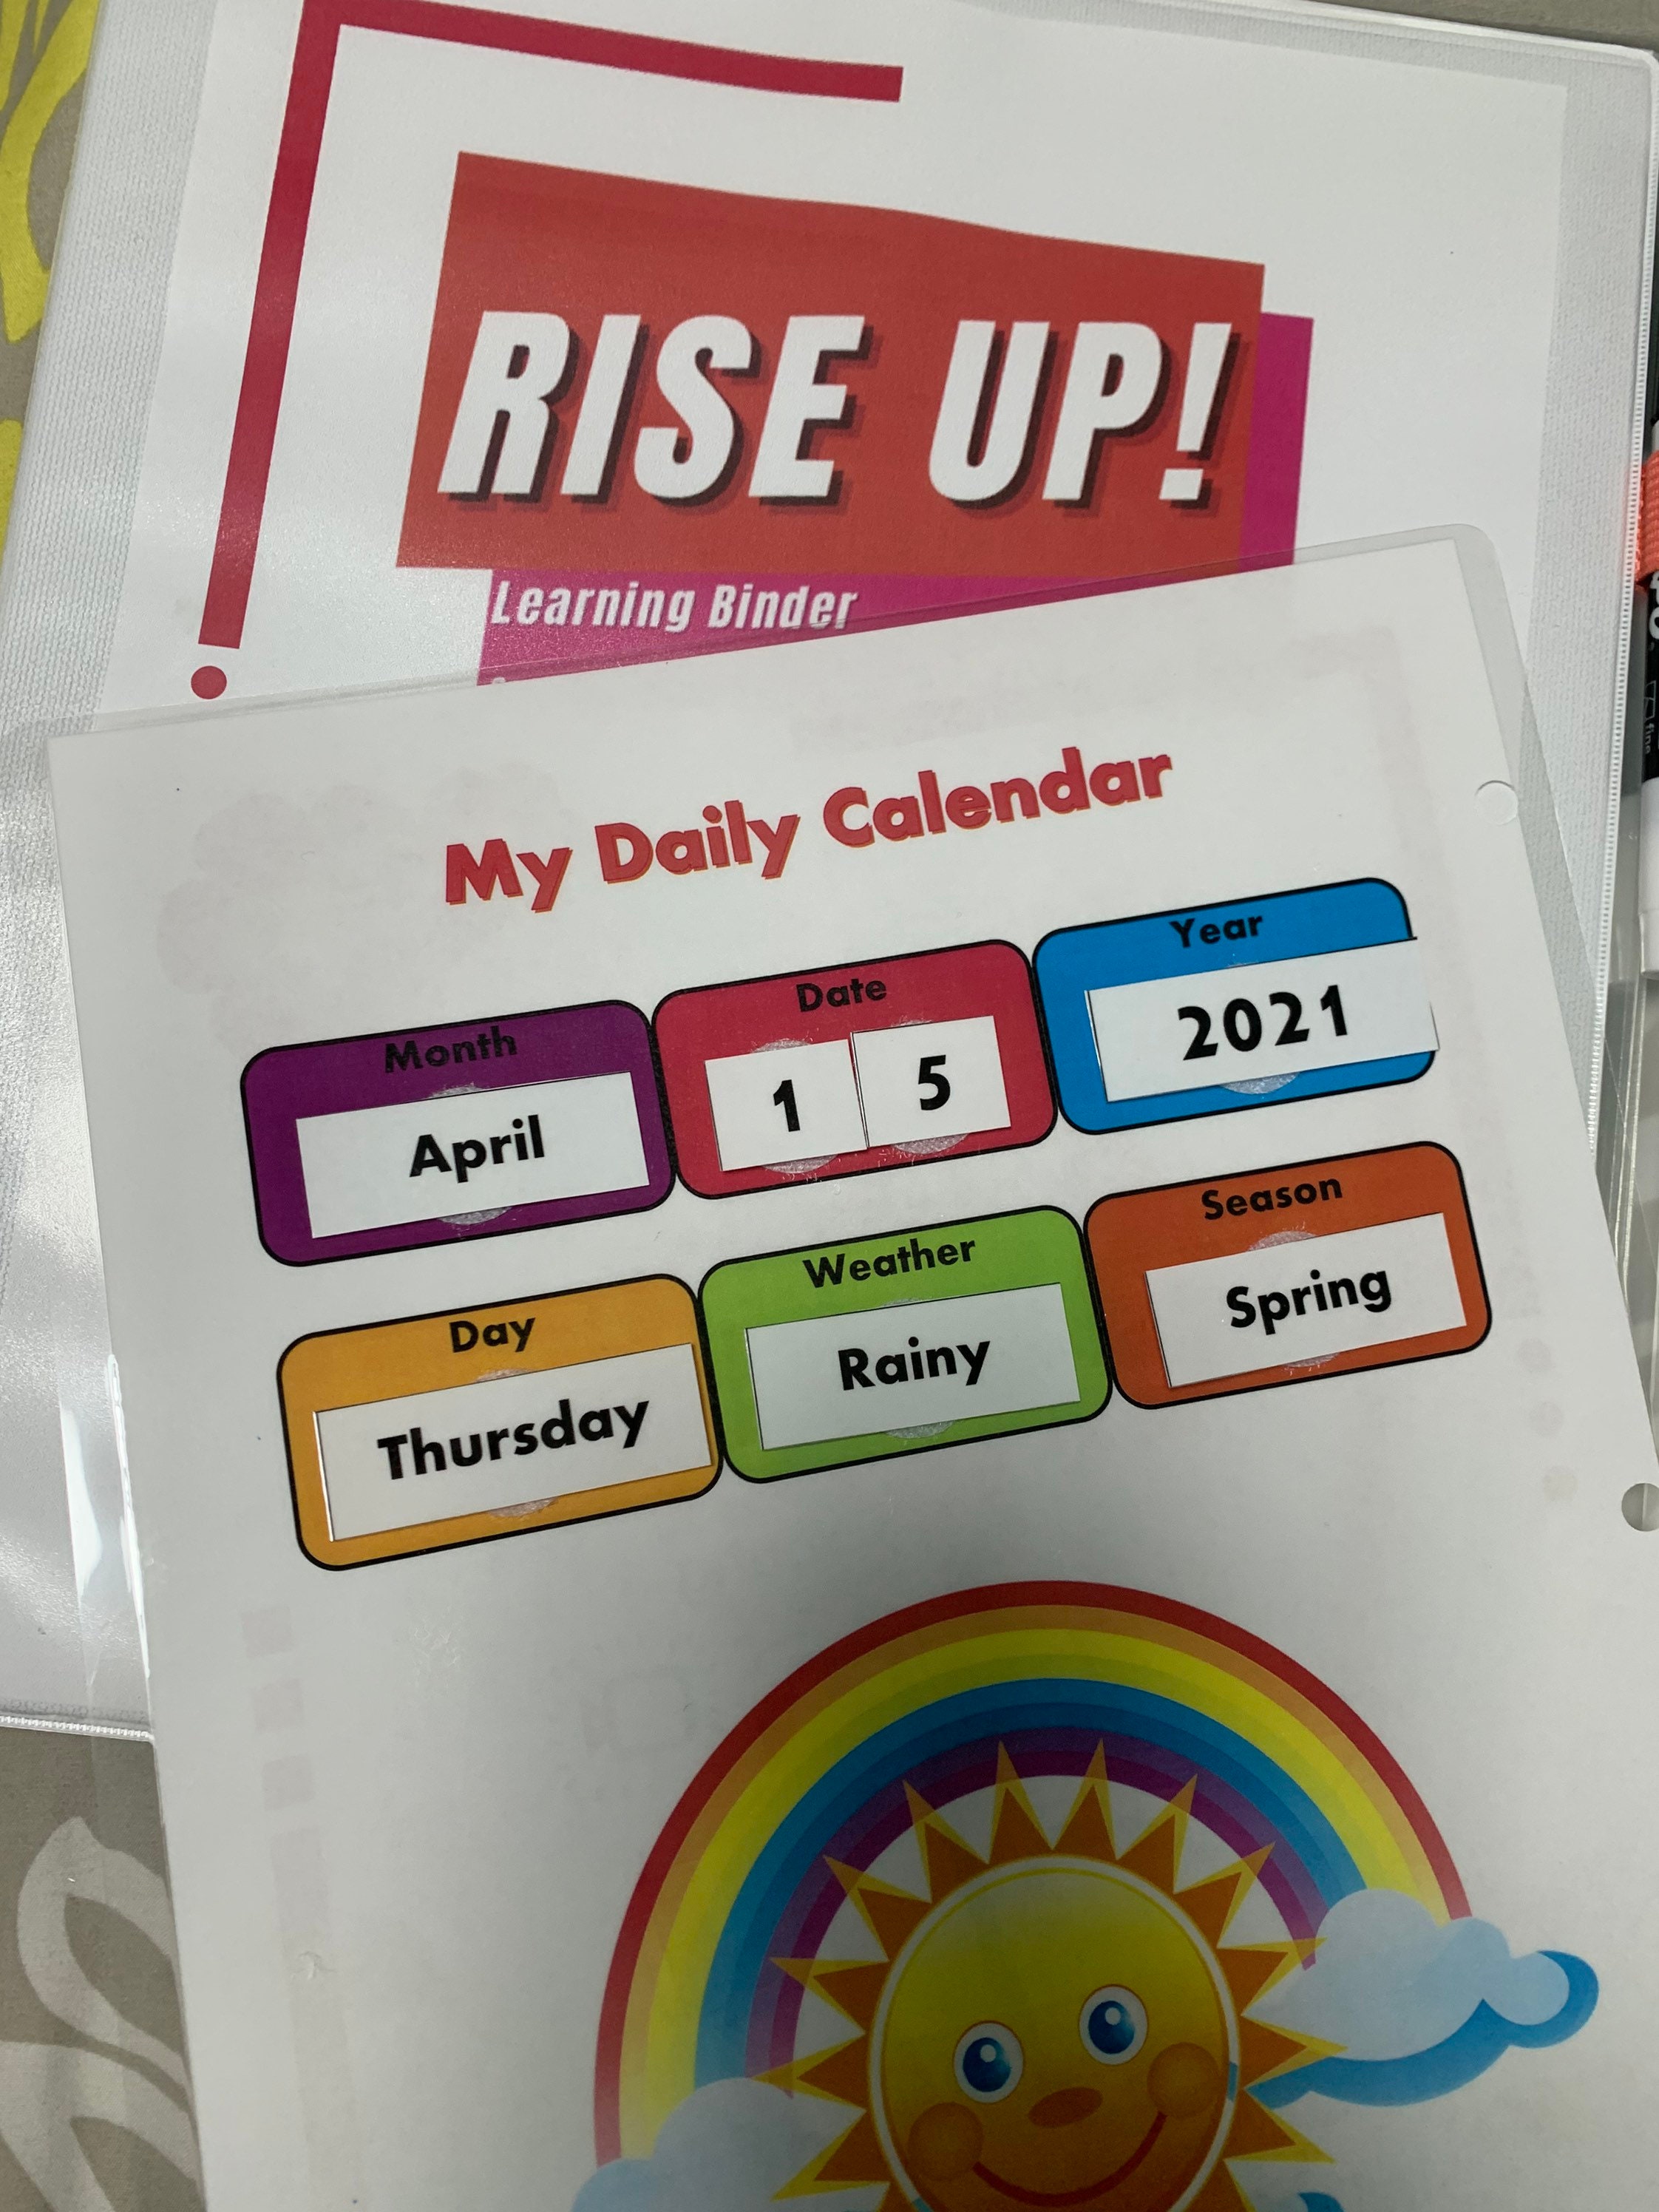 RISE UP!
Learning Binder
My Daily Calendar
Month
Date
Year
April
1 5
2021
Day
Weather
Season
Thursday
Rainy
Spring
fine